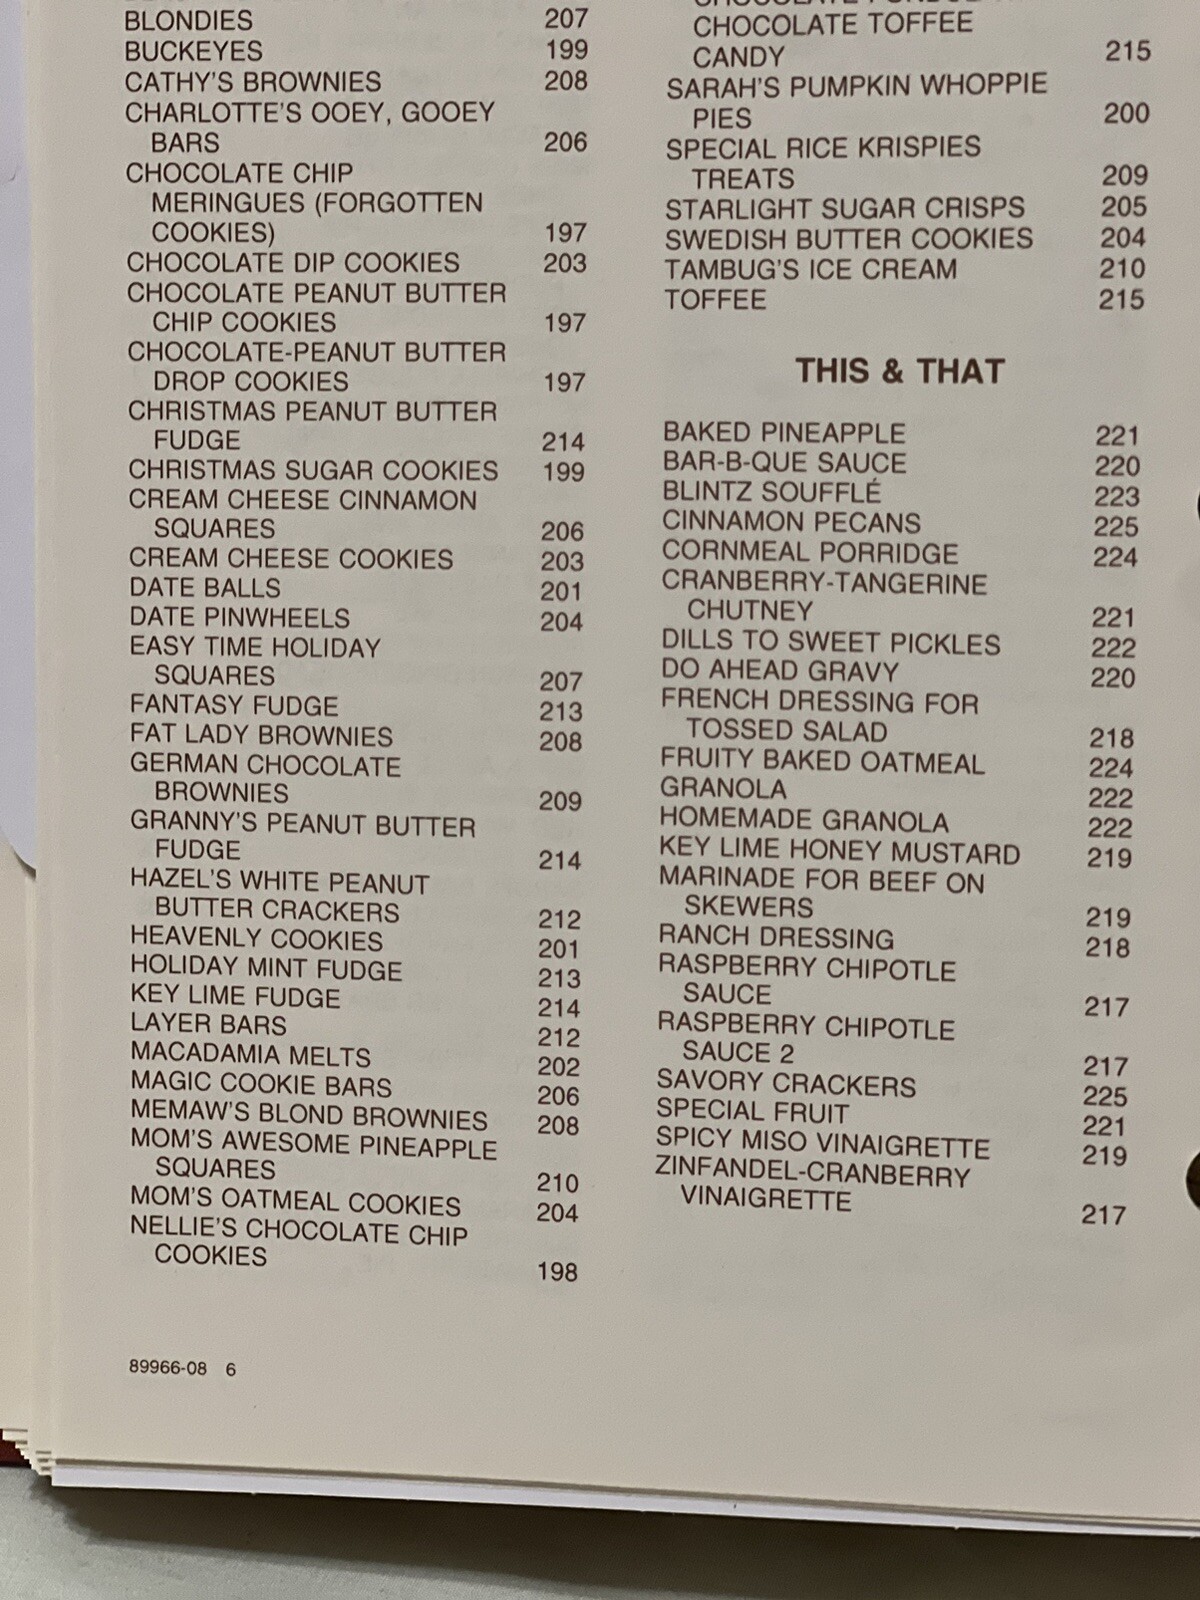 BLONDIES 207
BUCKEYES 199
CATHY'S BROWNIES 208
CHARLOTTE'S OOEY, GOOEY
BARS 206
CHOCOLATE CHIP
MERINGUES (FORGOTTEN
COOKIES) 197
CHOCOLATE DIP COOKIES 203
CHOCOLATE PEANUT BUTTER
CHIP COOKIES 197
CHOCOLATE-PEANUT BUTTER
DROP COOKIES 197
CHRISTMAS PEANUT BUTTER
FUDGE 214
CHRISTMAS SUGAR COOKIES 199
CREAM CHEESE CINNAMON
SQUARES 206
CREAM CHEESE COOKIES 203
DATE BALLS 201
DATE PINWHEELS 204
EASY TIME HOLIDAY
SQUARES 207
FANTASY FUDGE 213
FAT LADY BROWNIES 208
GERMAN CHOCOLATE
BROWNIES 209
GRANNY'S PEANUT BUTTER
FUDGE 214
HAZEL'S WHITE PEANUT
BUTTER CRACKERS 212
HEAVENLY COOKIES 201
HOLIDAY MINT FUDGE 213
KEY LIME FUDGE 214
LAYER BARS 212
MACADAMIA MELTS 202
MAGIC COOKIE BARS 206
MEMAW'S BLOND BROWNIES 208
MOM'S AWESOME PINEAPPLE
SQUARES 210
MOM'S OATMEAL COOKIES 204
NELLIE'S CHOCOLATE CHIP
COOKIES 198
89966-08 6
CHOCOLATE TOFFEE
CANDY 215
SARAH'S PUMPKIN WHOPPIE
PIES 200
SPECIAL RICE KRISPIES
TREATS 209
STARLIGHT SUGAR CRISPS 205
SWEDISH BUTTER COOKIES 204
TAMBUG'S ICE CREAM 210
TOFFEE 215
THIS & THAT
BAKED PINEAPPLE 221
BAR-B-QUE SAUCE 220
BLINTZ SOUFFLÉ 223
CINNAMON PECANS 225
CORNMEAL PORRIDGE 224
CRANBERRY-TANGERINE
CHUTNEY 221
DILLS TO SWEET PICKLES 222
DO AHEAD GRAVY 220
FRENCH DRESSING FOR
TOSSED SALAD 218
FRUITY BAKED OATMEAL 224
GRANOLA 222
HOMEMADE GRANOLA 222
KEY LIME HONEY MUSTARD 219
MARINADE FOR BEEF ON
SKEWERS 219
RANCH DRESSING 218
RASPBERRY CHIPOTLE
SAUCE 217
RASPBERRY CHIPOTLE
SAUCE 2 217
SAVORY CRACKERS 225
SPECIAL FRUIT 221
SPICY MISO VINAIGRETTE 219
ZINFANDEL-CRANBERRY
VINAIGRETTE 217